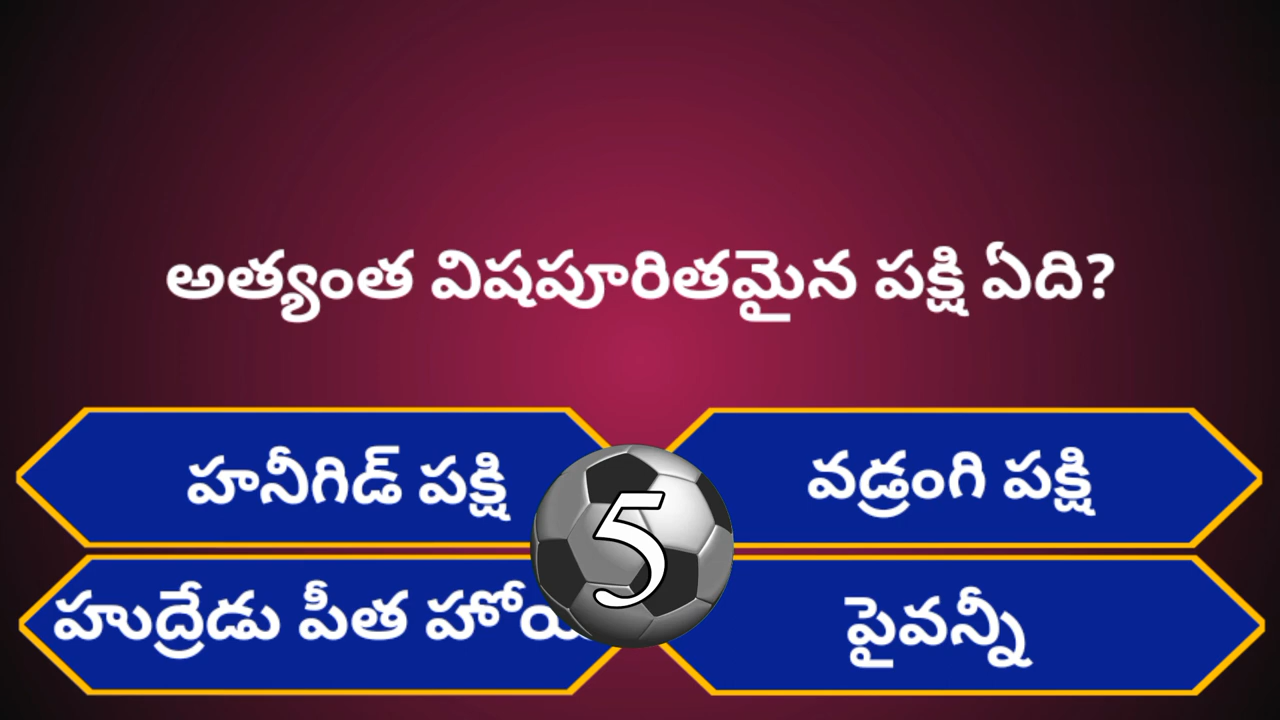 అత్యంత విషపూరితమైన పక్షి ఏది?
హనీగిడ్ పక్షి
వడ్రంగి పక్షి
5
హుద్రేడు పీత
పైవన్నీ